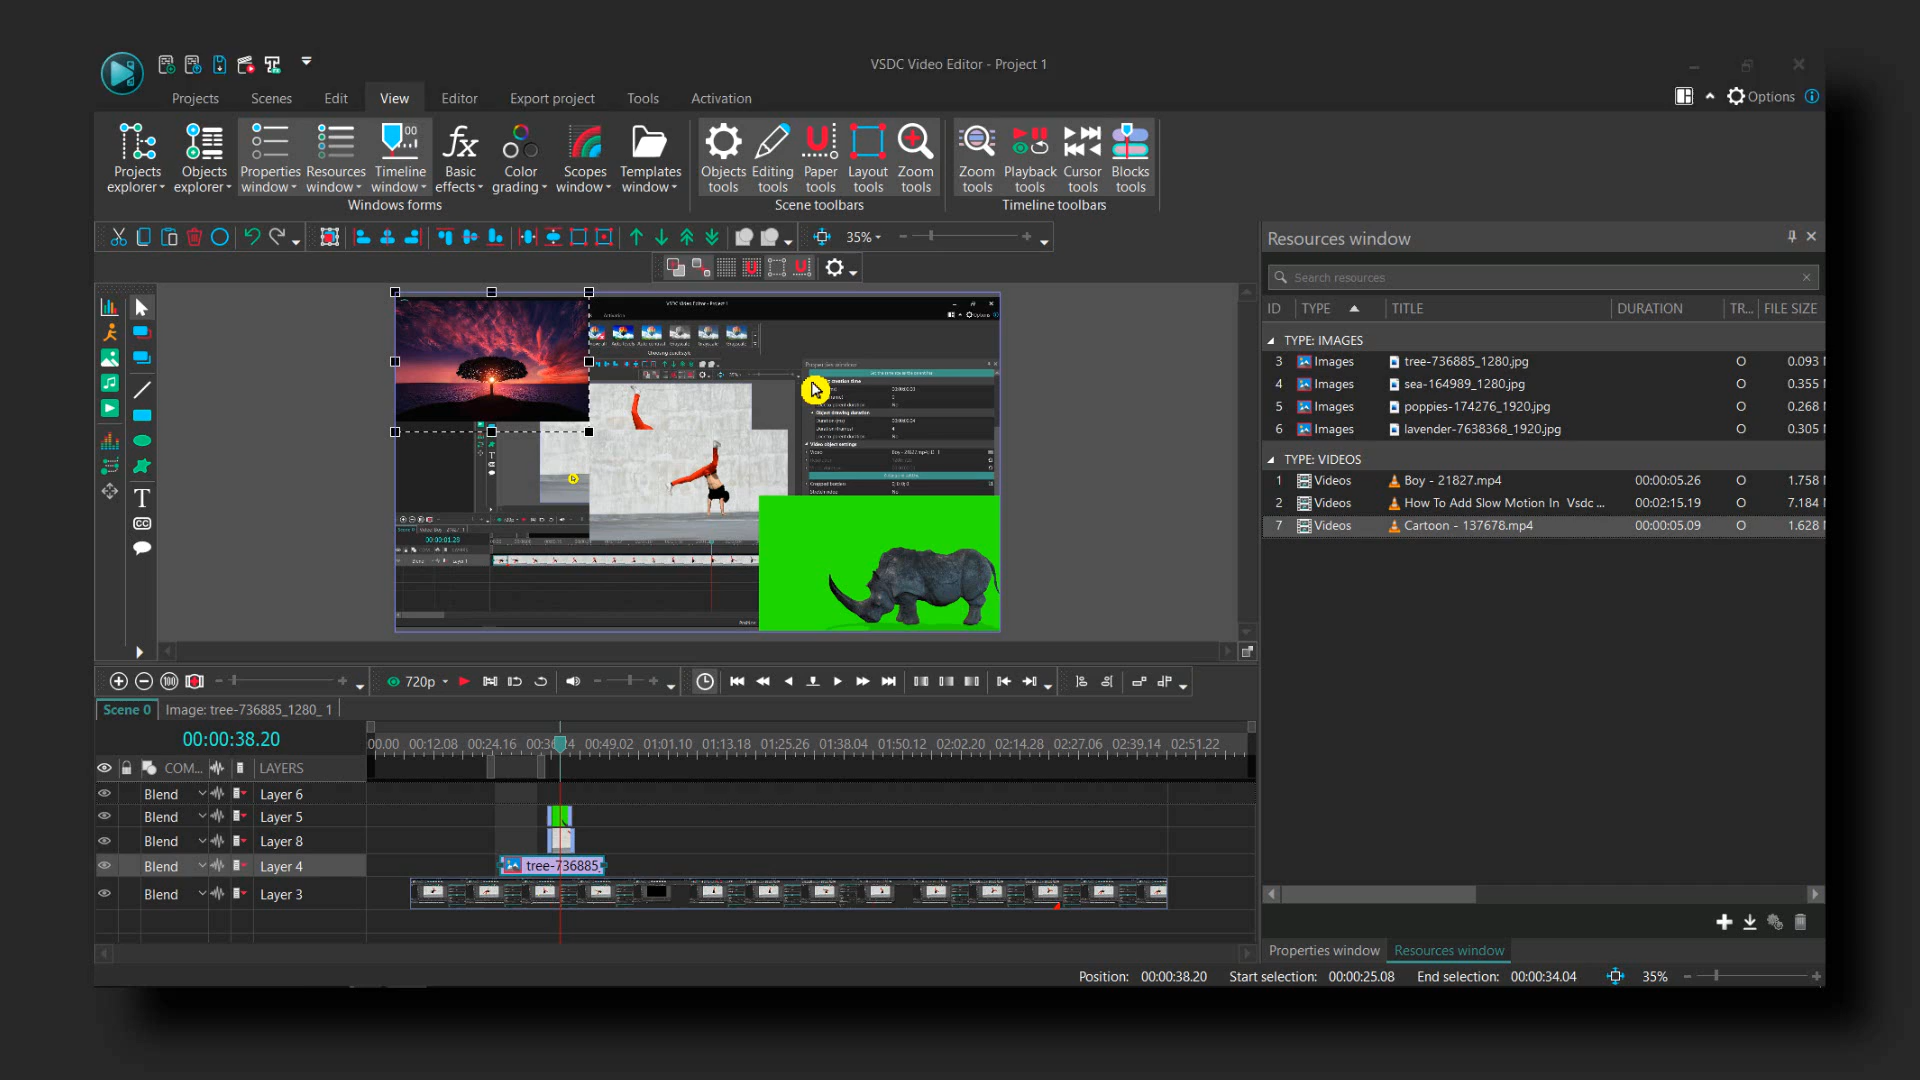 VSDC Video Editor - Project 1
Projects Scenes Edit View Editor Export project Tools Activation
Options
Projects explorer
Objects explorer
Properties window
Resources window
Timeline window
Basic effects
Color grading
Scopes window
Templates window
Objects tools
Editing tools
Paper tools
Layout tools
Zoom tools
Zoom tools
Playback tools
Cursor tools
Blocks tools
Windows forms
Scene toolbars
Timeline toolbars
35%
Resources window
Search resources
ID TYPE TITLE DURATION TR... FILE SIZE
TYPE: IMAGES
3 Images tree-736885_1280.jpg O 0.093
4 Images sea-164989_1280.jpg O 0.355
5 Images poppies-174276_1920.jpg O 0.268
6 Images lavender-7638368_1920.jpg O 0.305
TYPE: VIDEOS
1 Videos Boy - 21827.mp4 00:00:05.26 O 1.758
2 Videos How To Add Slow Motion In Vsdc ... 00:02:15.19 O 7.184
7 Videos Cartoon - 137678.mp4 00:00:05.09 O 1.628
VSDC Video Editor - Project 1
T
CC
100
720p
Scene 0 Image: tree-736885_1280_ 1
00:00:38.20
00.00 00:12.08 00:24.16 00:49.02 01:01.10 01:13.18 01:25.26 01:38.04 01:50.12 02:02.20 02:14.28 02:27.06 02:39.14 02:51.22
COM... LAYERS
Blend Layer 6
Blend Layer 5
Blend Layer 8
Blend Layer 4 tree-736885
Blend Layer 3
Properties window Resources window
Position: 00:00:38.20 Start selection: 00:00:25.08 End selection: 00:00:34.04 35%